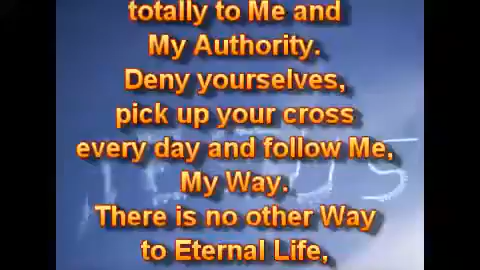 totally to Me and
My Authority.
Deny yourselves,
pick up your cross
every day and follow Me,
My Way.
There is no other Way
to Eternal Life,
JESUS